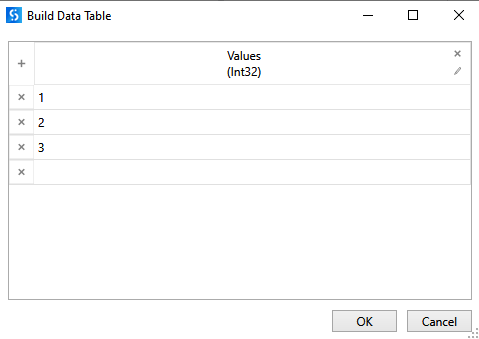 Build Data Table
Values
(Int32)
1
2
3
OK
Cancel